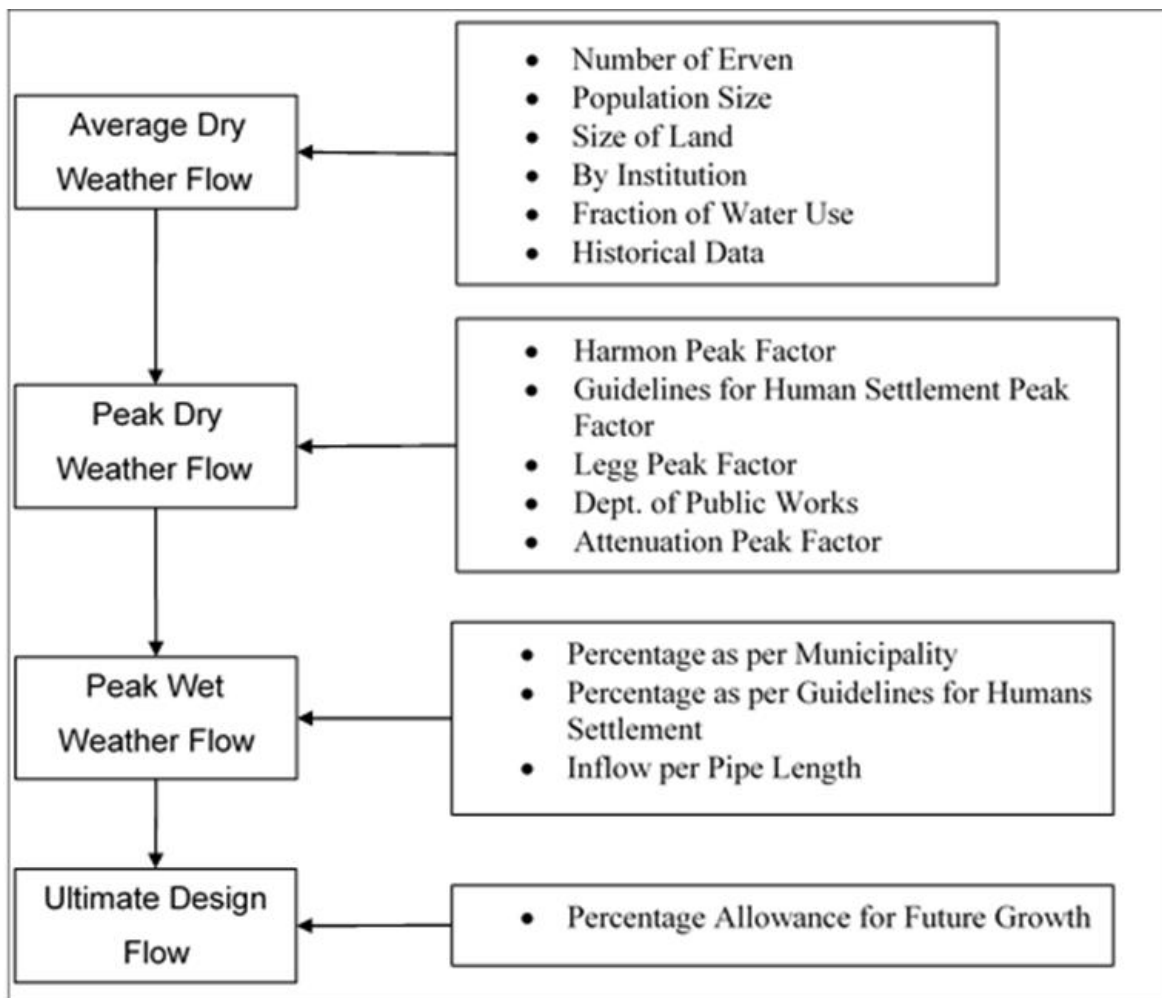 Average Dry
Weather Flow
• Number of Erven
• Population Size
• Size of Land
• By Institution
• Fraction of Water Use
• Historical Data
Peak Dry
Weather Flow
• Harmon Peak Factor
• Guidelines for Human Settlement Peak
Factor
• Legg Peak Factor
• Dept. of Public Works
• Attenuation Peak Factor
Peak Wet
Weather Flow
• Percentage as per Municipality
• Percentage as per Guidelines for Humans
Settlement
• Inflow per Pipe Length
Ultimate Design
Flow
• Percentage Allowance for Future Growth